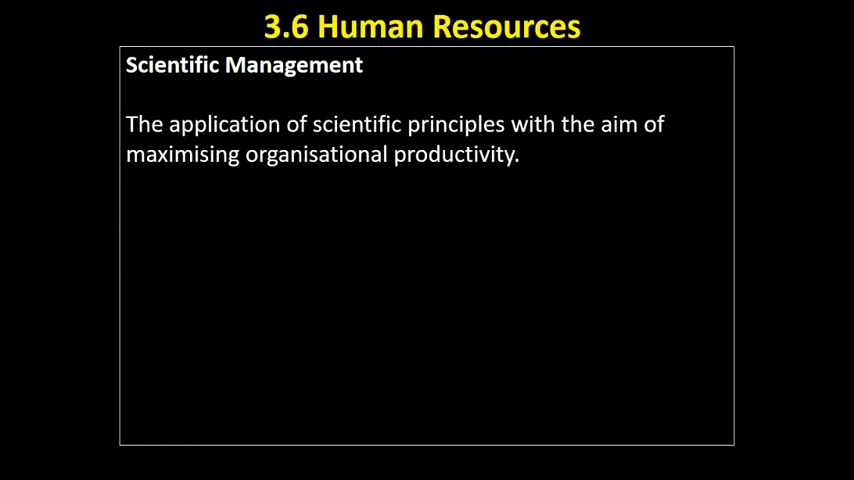 3.6 Human Resources
Scientific Management
The application of scientific principles with the aim of
maximising organisational productivity.